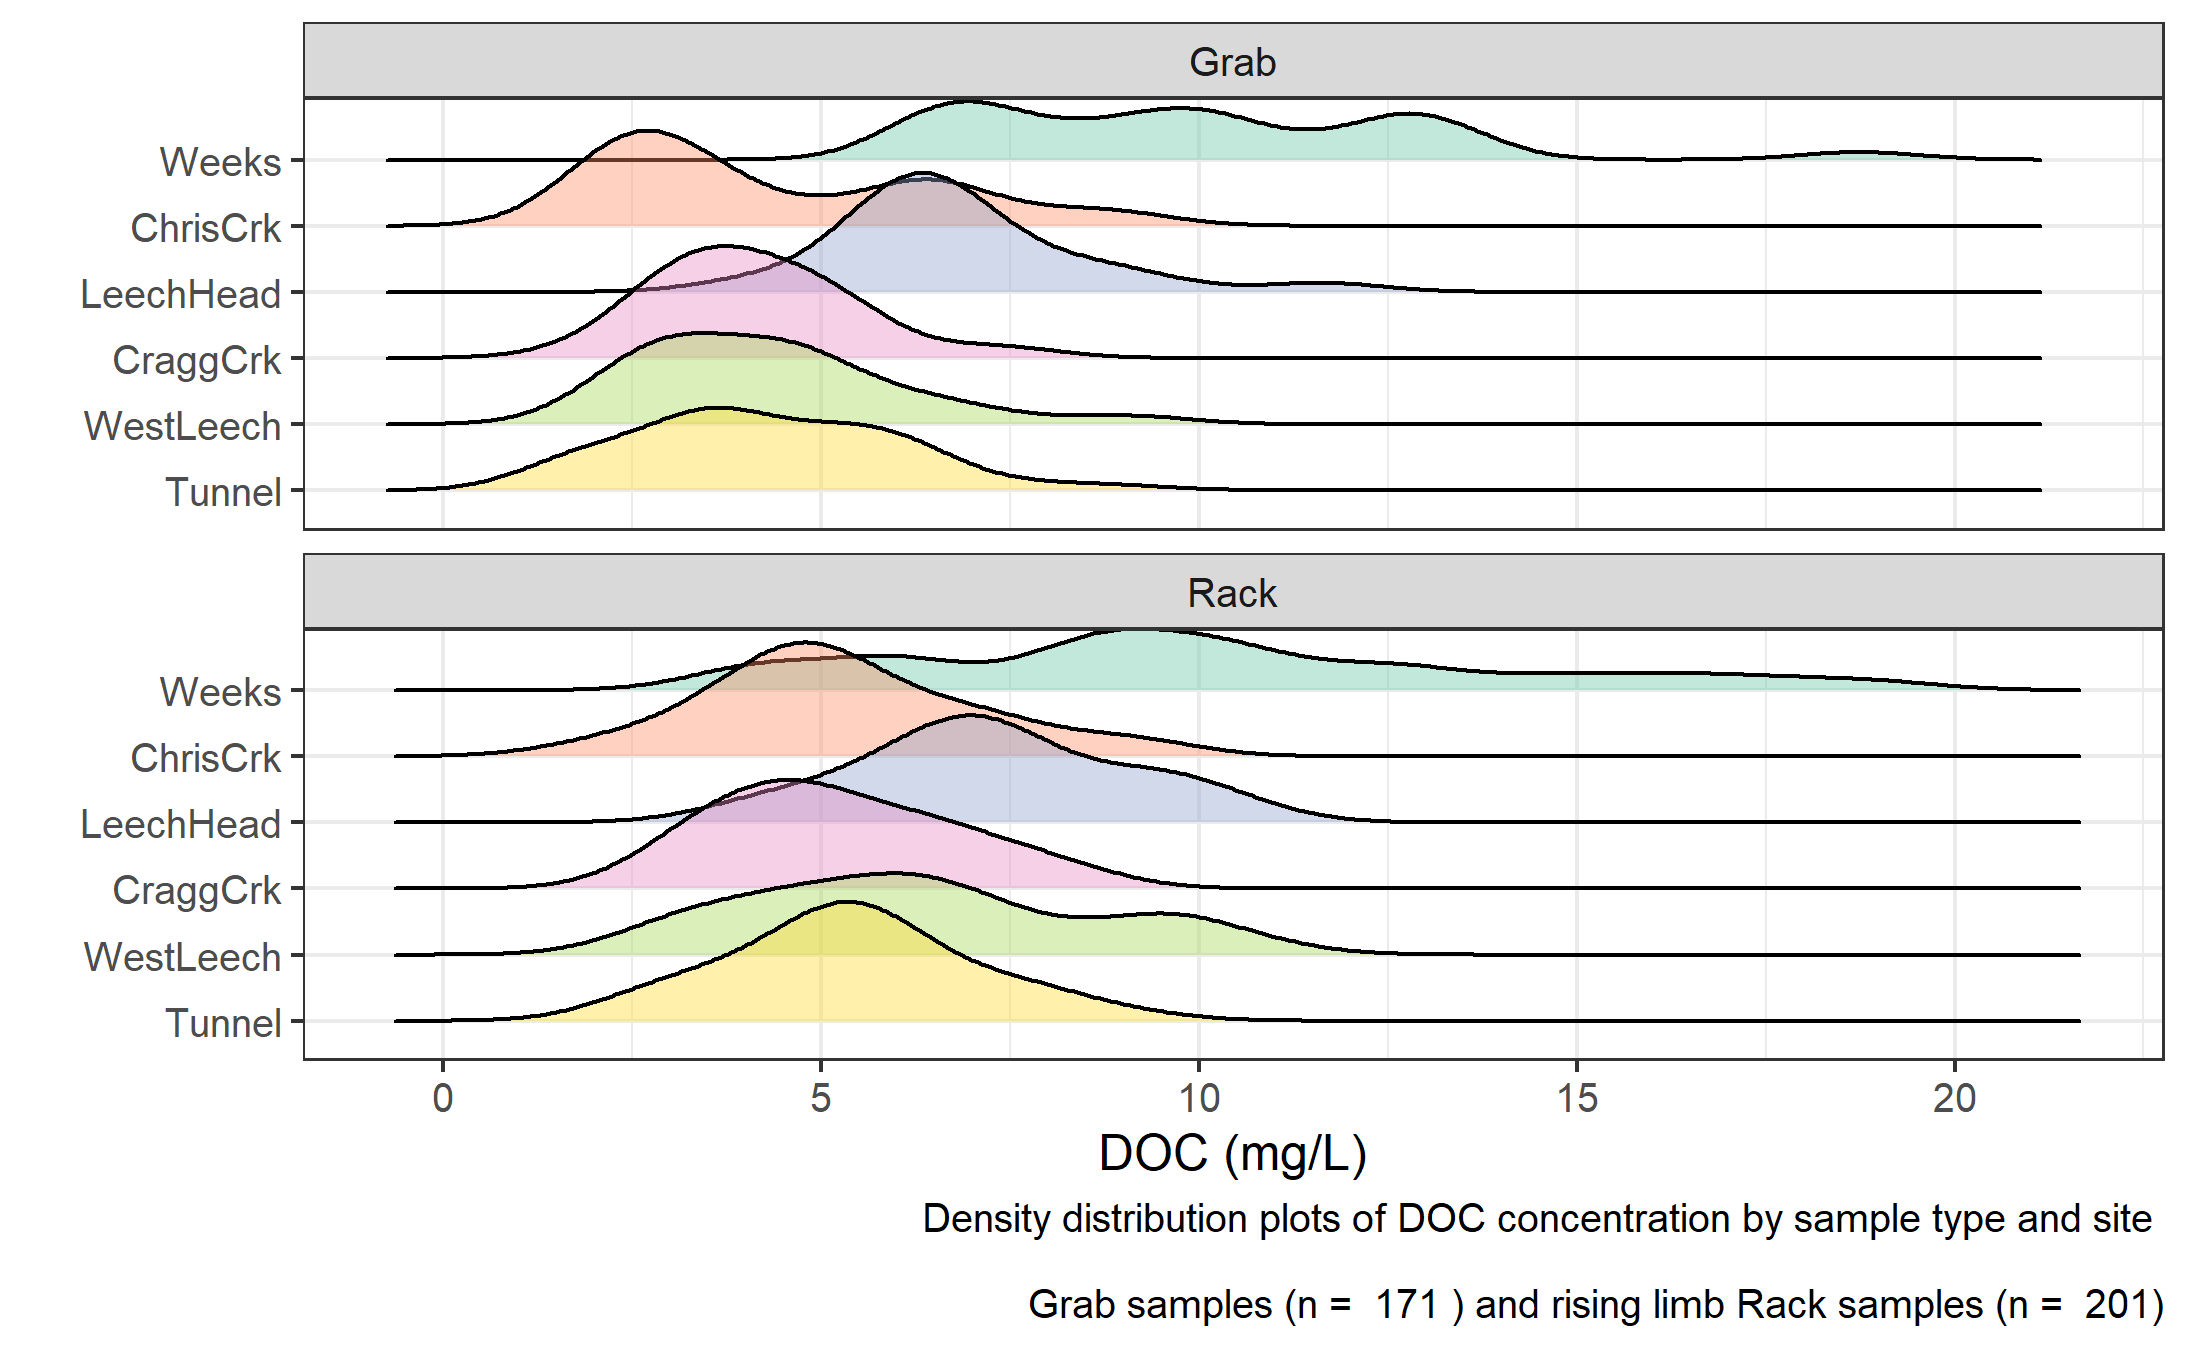 Grab
Weeks
ChrisCrk
LeechHead
CraggCrk
WestLeech
Tunnel
Rack
Weeks
ChrisCrk
LeechHead
CraggCrk
WestLeech
Tunnel
0 5 10 15 20
DOC (mg/L)
Density distribution plots of DOC concentration by sample type and site
Grab samples (n =  171 ) and rising limb Rack samples (n =  201)